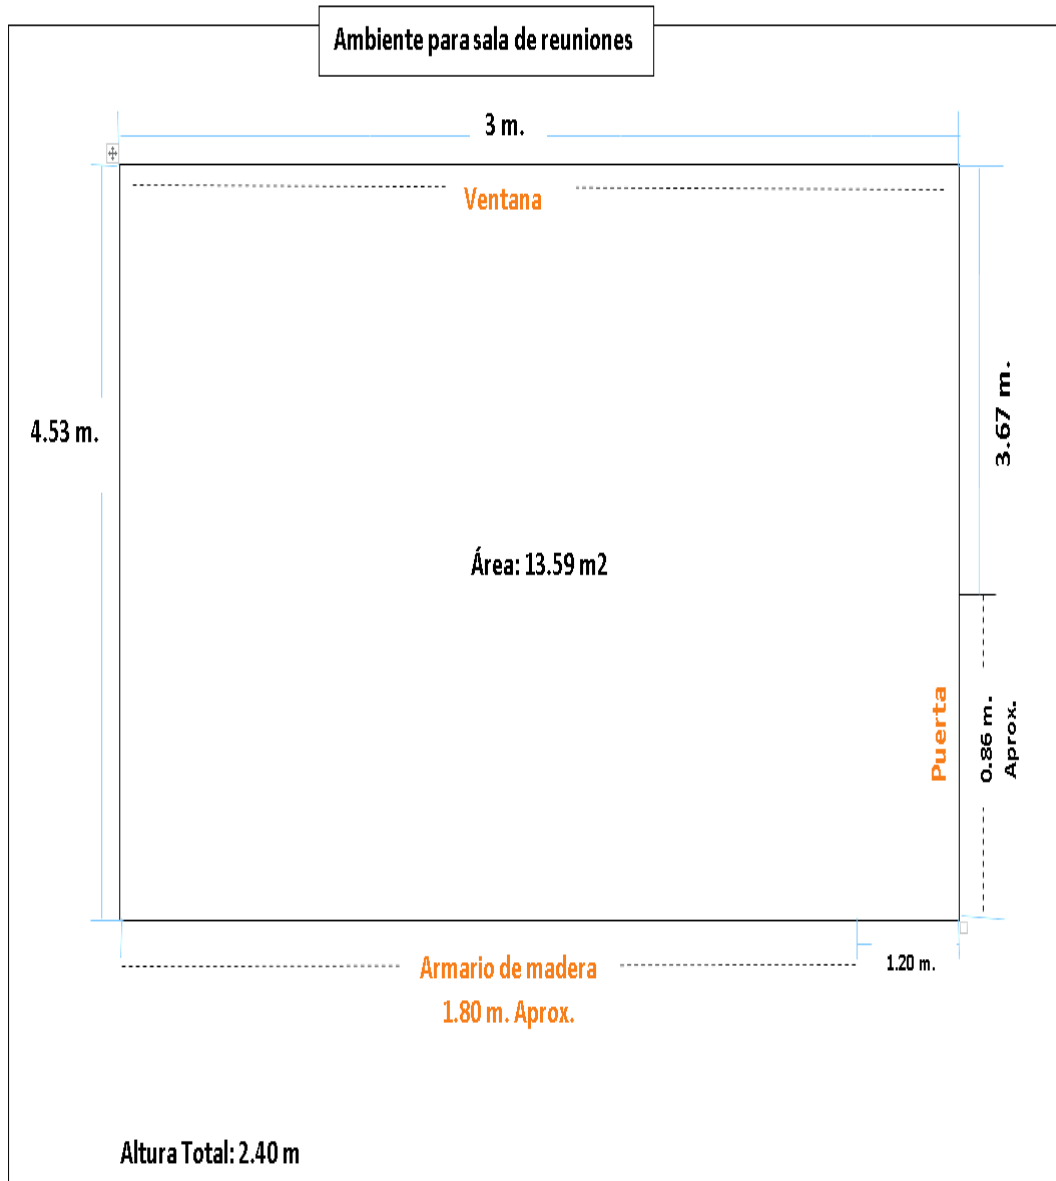 Ambiente para sala de reuniones
3 m.
Ventana
4.53 m.
3.67 m.
Área: 13.59 m2
Puerta
0.86 m.
Aprox.
Armario de madera
1.80 m. Aprox.
1.20 m.
Altura Total: 2.40 m